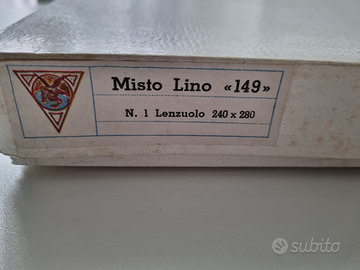 Misto Lino «149»
N. 1 Lenzuolo 240 x 280
subito